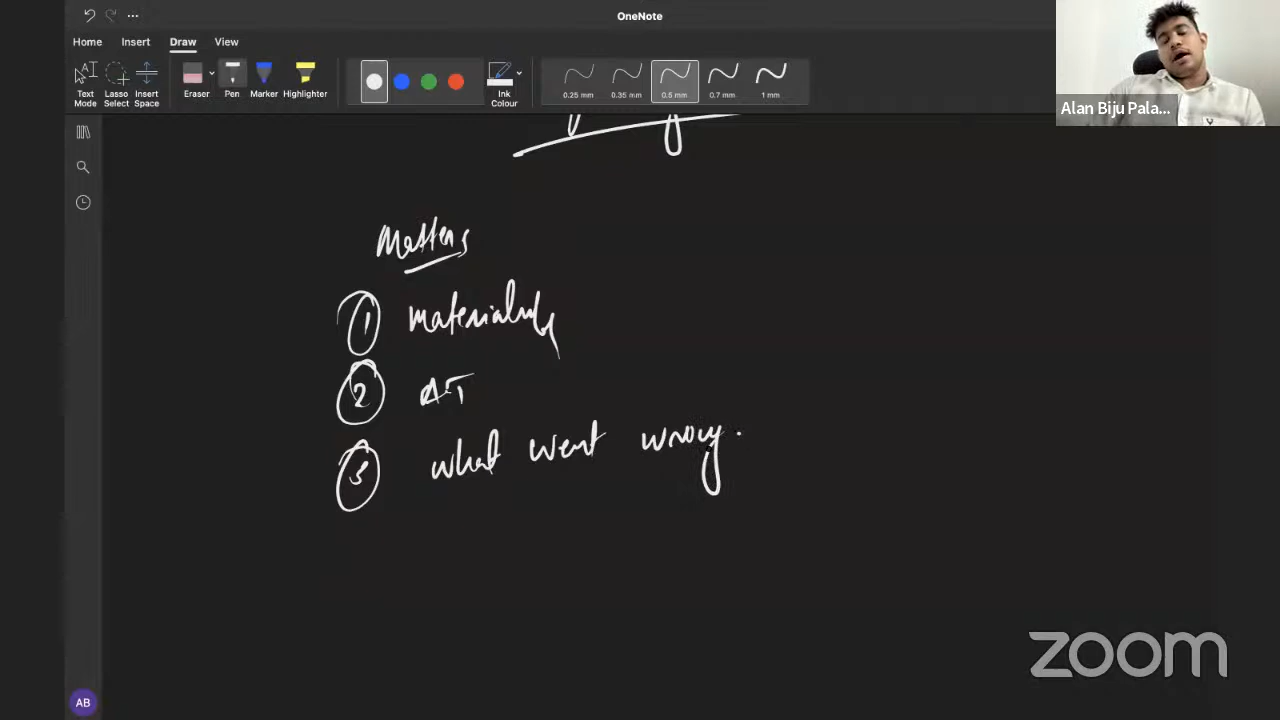 OneNote
Home Insert Draw View
Text Mode Lasso Select Insert Space Eraser Pen Marker Highlighter Ink Colour 0.25 mm 0.35 mm 0.5 mm 0.7 mm 1 mm
Alan Biju Pala...
Matters
1 materiality
2 AT
3 what went wrong.
zoom
AB